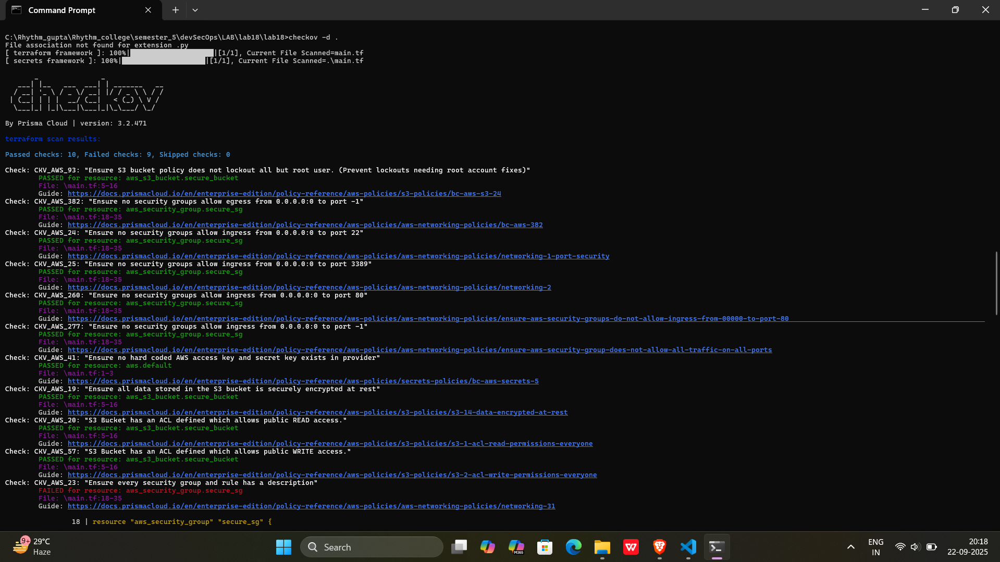 Command Prompt
C:\Rhythm_gupta\Rhythm_college\semester_5\devSecOps\LAB\lab18\lab18>checkov -d .
File association not found for extension .py
[ terraform framework ]: 100%|████████████████████|[1/1], Current File Scanned=main.tf
[ secrets framework ]: 100%|████████████████████|[1/1], Current File Scanned=.\main.tf
checkov
By Prisma Cloud | version: 3.2.471
terraform scan results:
Passed checks: 10, Failed checks: 9, Skipped checks: 0
Check: CKV_AWS_93: "Ensure S3 bucket policy does not lockout all but root user. (Prevent lockouts needing root account fixes)"
PASSED for resource: aws_s3_bucket.secure_bucket
File: \main.tf:5-16
Guide: https://docs.prismacloud.io/en/enterprise-edition/policy-reference/aws-policies/s3-policies/bc-aws-s3-24
Check: CKV_AWS_382: "Ensure no security groups allow egress from 0.0.0.0:0 to port -1"
PASSED for resource: aws_security_group.secure_sg
File: \main.tf:18-35
Guide: https://docs.prismacloud.io/en/enterprise-edition/policy-reference/aws-policies/aws-networking-policies/bc-aws-382
Check: CKV_AWS_24: "Ensure no security groups allow ingress from 0.0.0.0:0 to port 22"
PASSED for resource: aws_security_group.secure_sg
File: \main.tf:18-35
Guide: https://docs.prismacloud.io/en/enterprise-edition/policy-reference/aws-policies/aws-networking-policies/networking-1-port-security
Check: CKV_AWS_25: "Ensure no security groups allow ingress from 0.0.0.0:0 to port 3389"
PASSED for resource: aws_security_group.secure_sg
File: \main.tf:18-35
Guide: https://docs.prismacloud.io/en/enterprise-edition/policy-reference/aws-policies/aws-networking-policies/networking-2
Check: CKV_AWS_260: "Ensure no security groups allow ingress from 0.0.0.0:0 to port 80"
PASSED for resource: aws_security_group.secure_sg
File: \main.tf:18-35
Guide: https://docs.prismacloud.io/en/enterprise-edition/policy-reference/aws-policies/aws-networking-policies/ensure-aws-security-groups-do-not-allow-ingress-from-00000-to-port-80
Check: CKV_AWS_277: "Ensure no security groups allow ingress from 0.0.0.0:0 to port -1"
PASSED for resource: aws_security_group.secure_sg
File: \main.tf:18-35
Guide: https://docs.prismacloud.io/en/enterprise-edition/policy-reference/aws-policies/aws-networking-policies/ensure-aws-security-group-does-not-allow-all-traffic-on-all-ports
Check: CKV_AWS_41: "Ensure no hard coded AWS access key and secret key exists in provider"
PASSED for resource: aws.default
File: \main.tf:1-3
Guide: https://docs.prismacloud.io/en/enterprise-edition/policy-reference/aws-policies/secrets-policies/bc-aws-secrets-5
Check: CKV_AWS_19: "Ensure all data stored in the S3 bucket is securely encrypted at rest"
PASSED for resource: aws_s3_bucket.secure_bucket
File: \main.tf:5-16
Guide: https://docs.prismacloud.io/en/enterprise-edition/policy-reference/aws-policies/s3-policies/s3-14-data-encrypted-at-rest
Check: CKV_AWS_20: "S3 Bucket has an ACL defined which allows public READ access."
PASSED for resource: aws_s3_bucket.secure_bucket
File: \main.tf:5-16
Guide: https://docs.prismacloud.io/en/enterprise-edition/policy-reference/aws-policies/s3-policies/s3-1-acl-read-permissions-everyone
Check: CKV_AWS_57: "S3 Bucket has an ACL defined which allows public WRITE access."
PASSED for resource: aws_s3_bucket.secure_bucket
File: \main.tf:5-16
Guide: https://docs.prismacloud.io/en/enterprise-edition/policy-reference/aws-policies/s3-policies/s3-2-acl-write-permissions-everyone
Check: CKV_AWS_23: "Ensure every security group and rule has a description"
FAILED for resource: aws_security_group.secure_sg
File: \main.tf:18-35
Guide: https://docs.prismacloud.io/en/enterprise-edition/policy-reference/aws-policies/aws-networking-policies/networking-31
18 | resource "aws_security_group" "secure_sg" {
9+
29°C
Haze
Search
M365
W
ENG
IN
20:18
22-09-2025